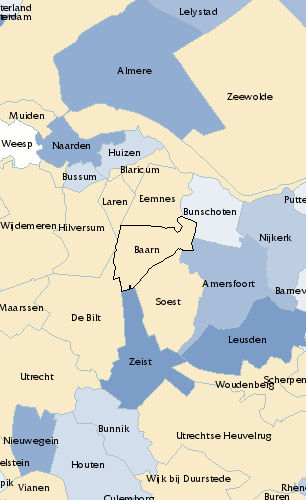 terland
terdam
Lelystad
Almere
Zeewolde
Muiden
Weesp
Naarden
Huizen
Bussum
Blaricum
Laren
Eemnes
Bunschoten
Putte
Wijdemeren
Hilversum
Baarn
Nijkerk
Amersfoort
Barnev
Maarssen
Soest
De Bilt
Leusden
Zeist
Utrecht
Woudenberg
Scherpen
Bunnik
Nieuwegein
Utrechtse Heuvelrug
elstein
Houten
Wijk bij Duurstede
pik
Vianen
Rhene
Culemborg
Buren